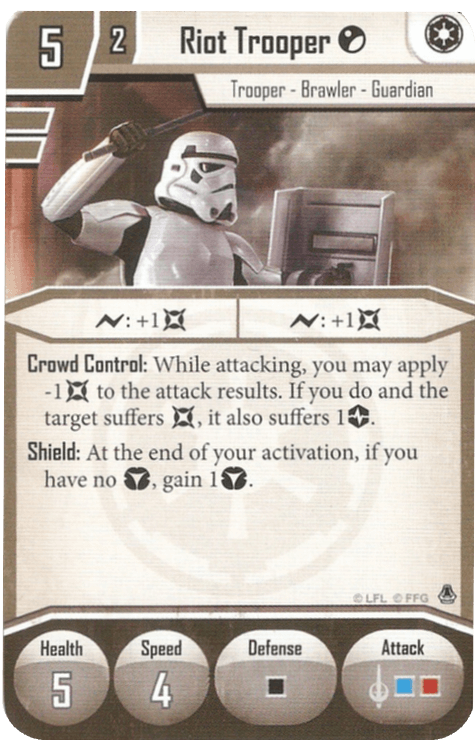 5
2
Riot Trooper
Trooper - Brawler - Guardian
: +1
: +1
Crowd Control: While attacking, you may apply
-1 to the attack results. If you do and the
target suffers , it also suffers 1 .
Shield: At the end of your activation, if you
have no , gain 1 .
© LFL © FFG
Health
5
Speed
4
Defense
Attack